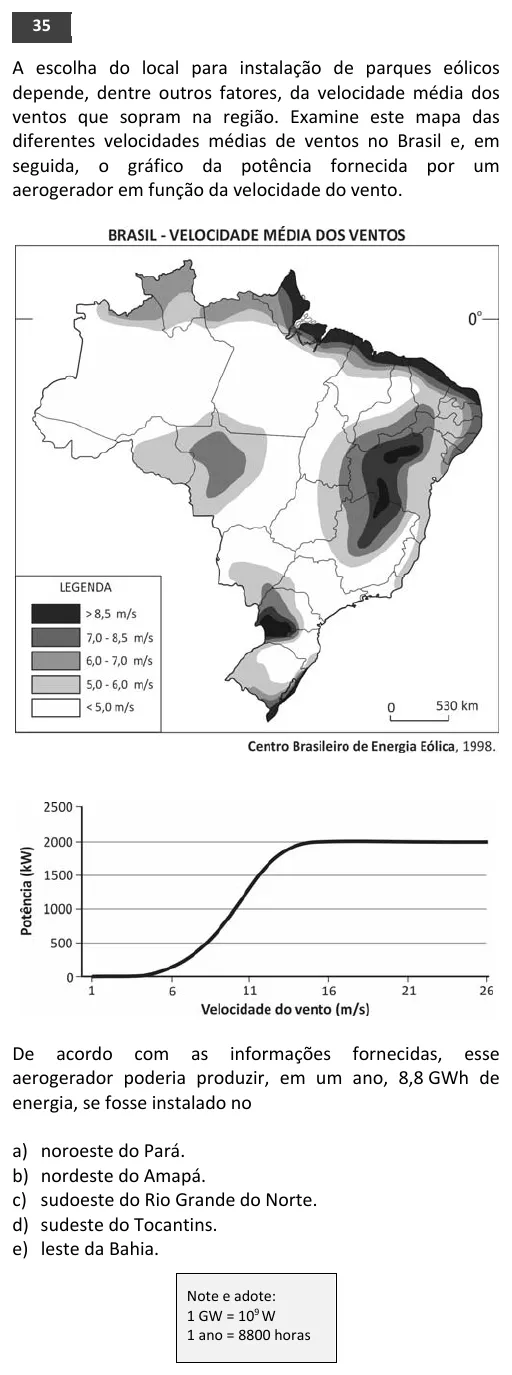 35
A escolha do local para instalação de parques eólicos
depende, dentre outros fatores, da velocidade média dos
ventos que sopram na região. Examine este mapa das
diferentes velocidades médias de ventos no Brasil e, em
seguida, o gráfico da potência fornecida por um
aerogerador em função da velocidade do vento.
BRASIL - VELOCIDADE MÉDIA DOS VENTOS
0°
LEGENDA
> 8,5 m/s
7,0 - 8,5 m/s
6,0 - 7,0 m/s
5,0 - 6,0 m/s
< 5,0 m/s
0 530 km
Centro Brasileiro de Energia Eólica, 1998.
2500
2000
1500
1000
500
0
Potência (kW)
1 6 11 16 21 26
Velocidade do vento (m/s)
De acordo com as informações fornecidas, esse
aerogerador poderia produzir, em um ano, 8,8 GWh de
energia, se fosse instalado no
a) noroeste do Pará.
b) nordeste do Amapá.
c) sudoeste do Rio Grande do Norte.
d) sudeste do Tocantins.
e) leste da Bahia.
Note e adote:
1 GW = 10⁹ W
1 ano = 8800 horas